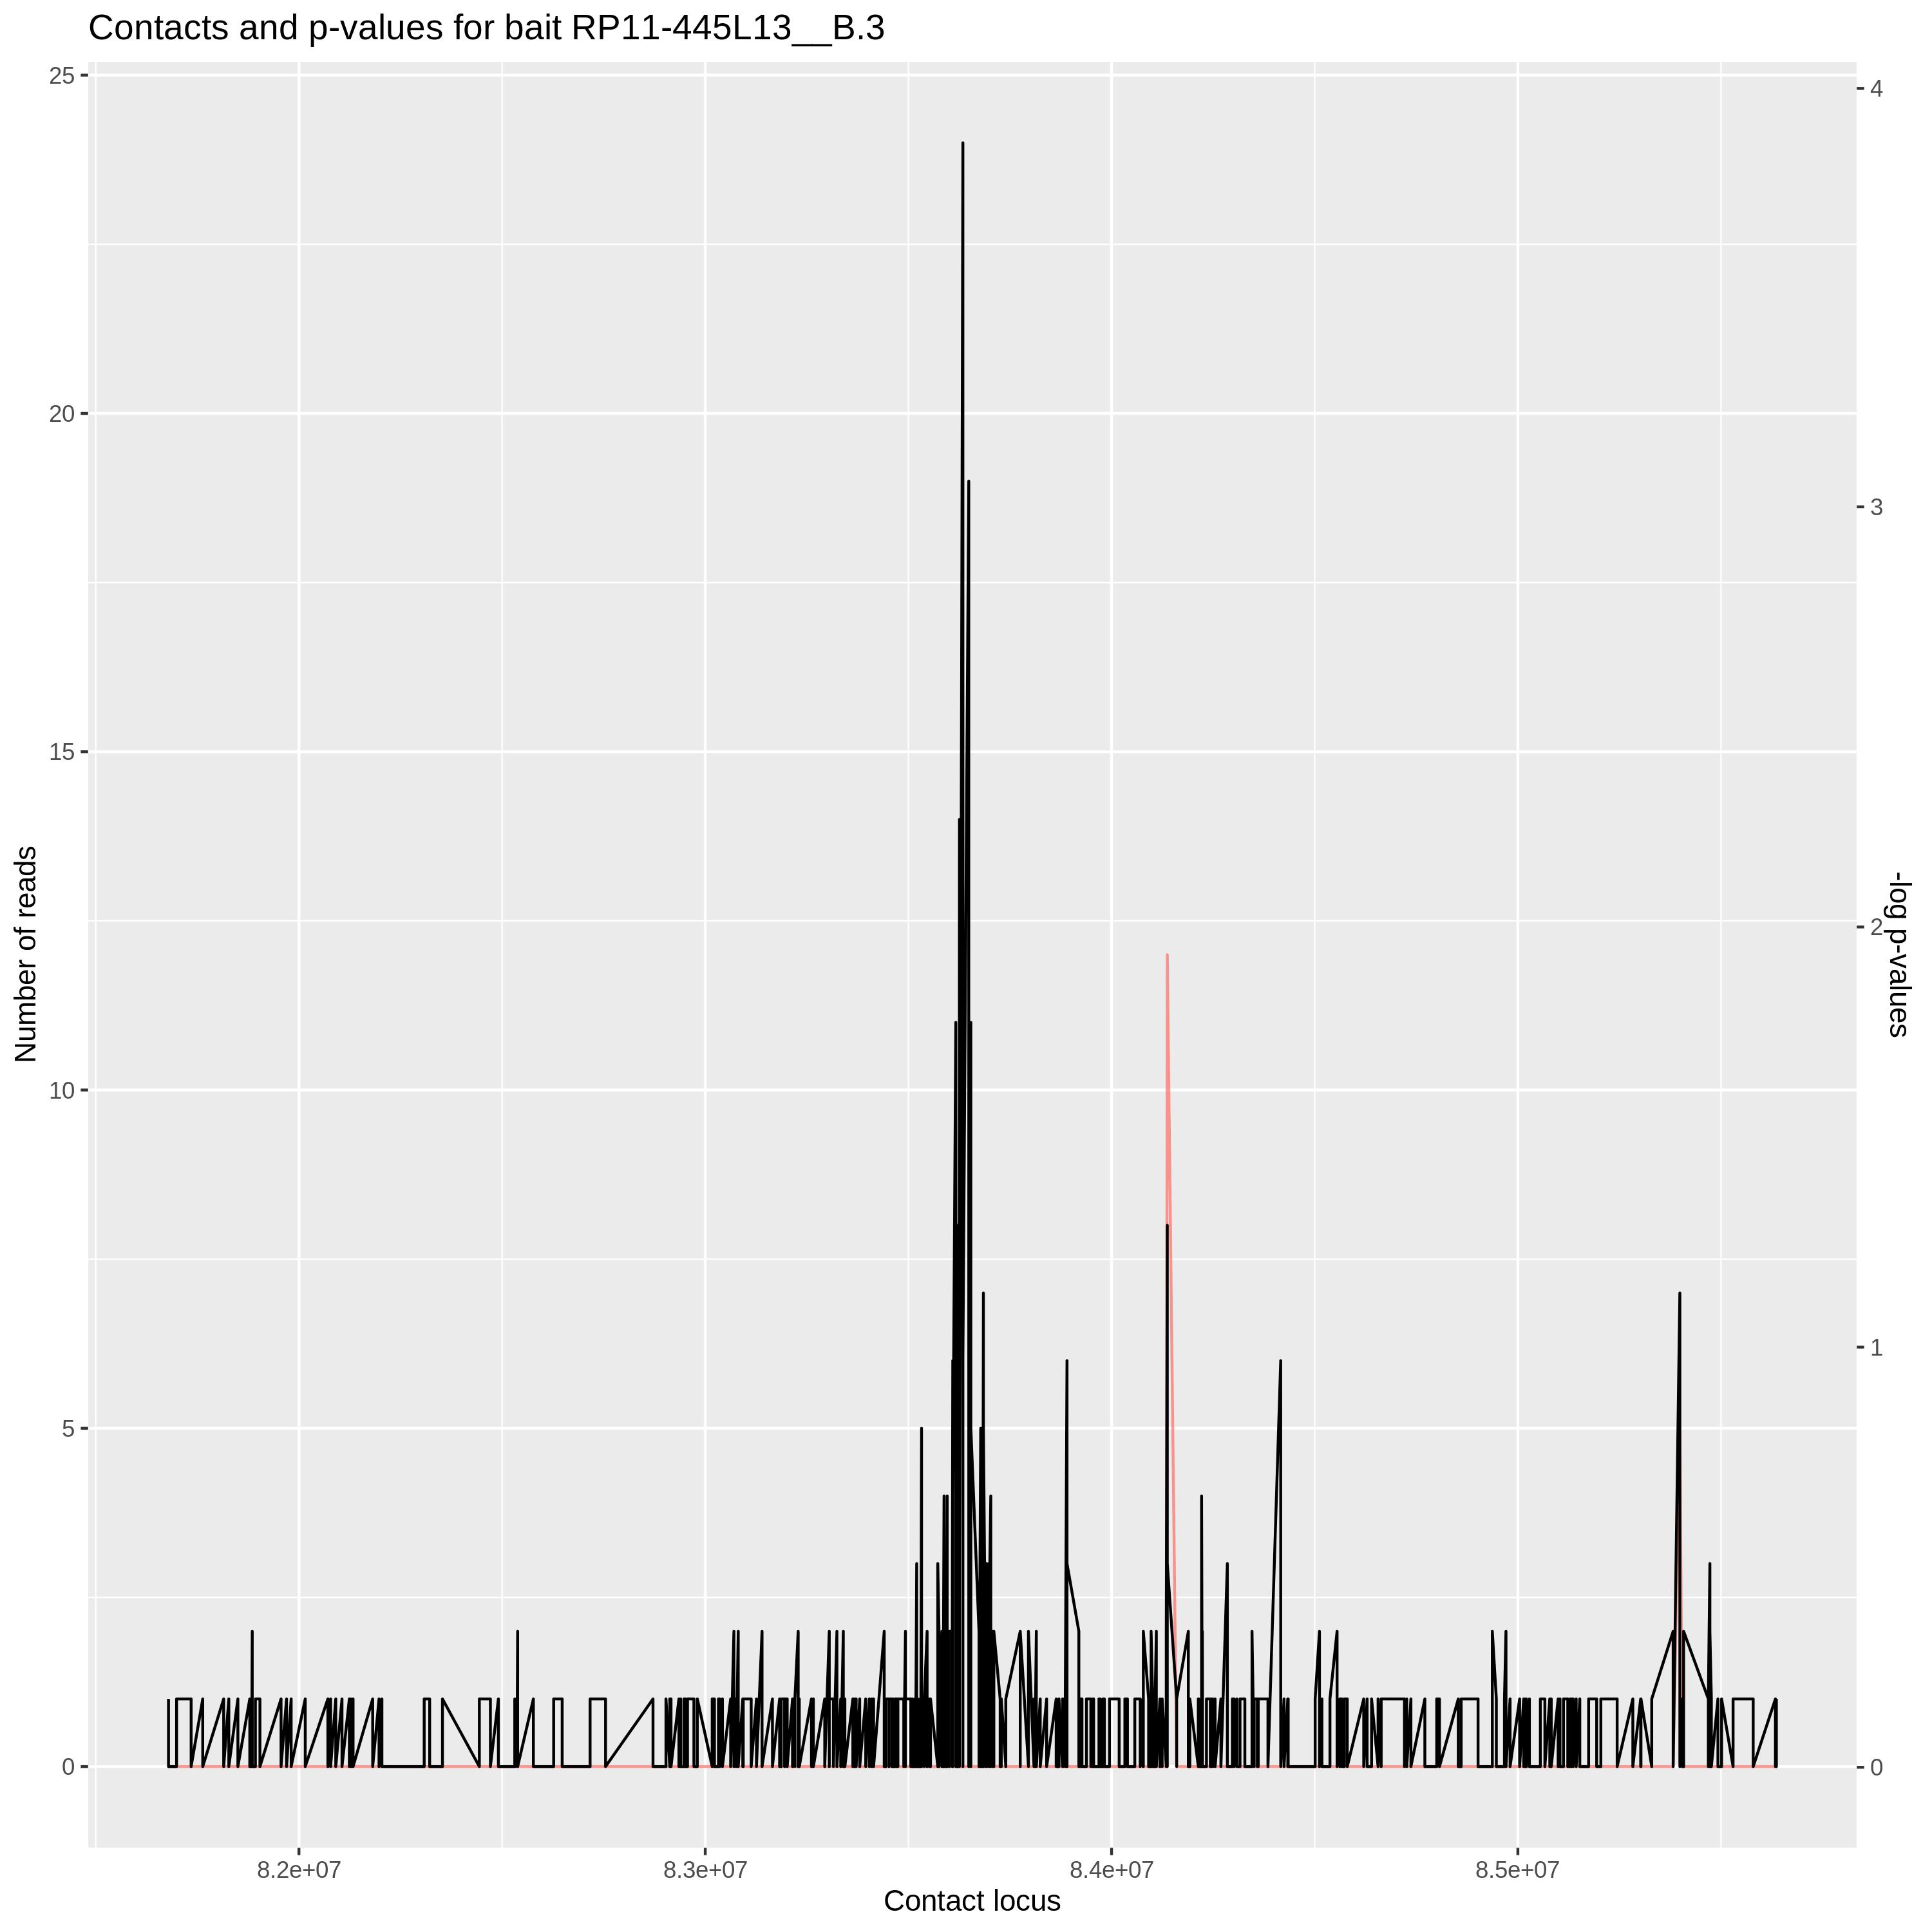 Contacts and p-values for bait RP11-445L13__B.3
25
20
15
10
5
0
Number of reads
4
3
2
1
0
-log p-values
8.2e+07
8.3e+07
8.4e+07
8.5e+07
Contact locus